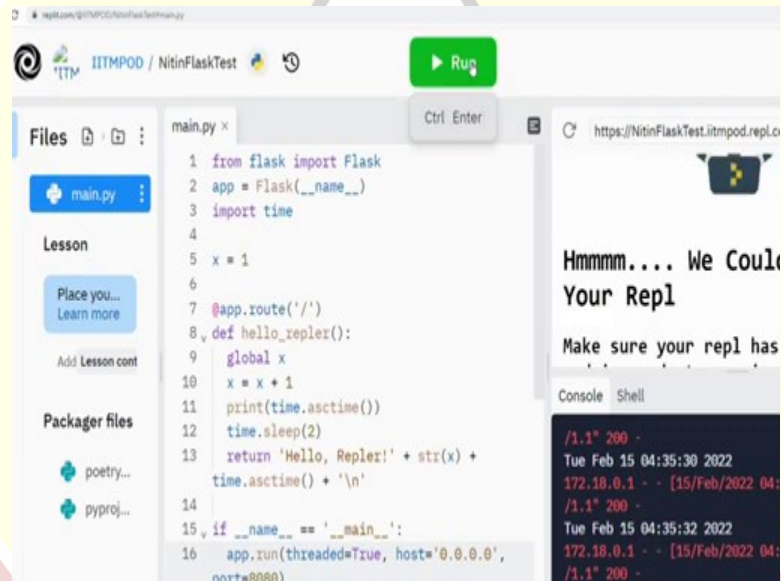 replit.com/@IITMPOD/NitinFlaskTest#main.py
IITM
IITMPOD / NitinFlaskTest
Run
Ctrl Enter
Files
main.py
Lesson
Place you...
Learn more
Add Lesson cont
Packager files
poetry...
pyproj...
main.py ×
1 from flask import Flask
2 app = Flask(__name__)
3 import time
4
5 x = 1
6
7 @app.route('/')
8 def hello_repler():
9 global x
10 x = x + 1
11 print(time.asctime())
12 time.sleep(2)
13 return 'Hello, Repler!' + str(x) +
time.asctime() + '\n'
14
15 if __name__ == '__main__':
16 app.run(threaded=True, host='0.0.0.0',
port=8080)
https://NitinFlaskTest.iitmpod.repl.co
Hmmmm.... We Could
Your Repl
Make sure your repl has
Console Shell
/1.1" 200 -
Tue Feb 15 04:35:30 2022
172.18.0.1 - - [15/Feb/2022 04:
/1.1" 200 -
Tue Feb 15 04:35:32 2022
172.18.0.1 - - [15/Feb/2022 04:
/1.1" 200 -